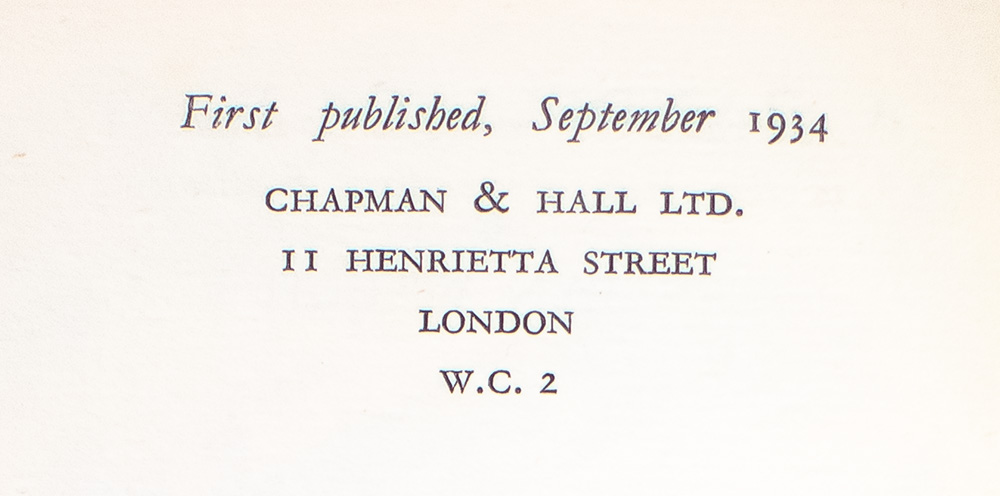 First published, September 1934
CHAPMAN & HALL LTD.
11 HENRIETTA STREET
LONDON
W.C. 2